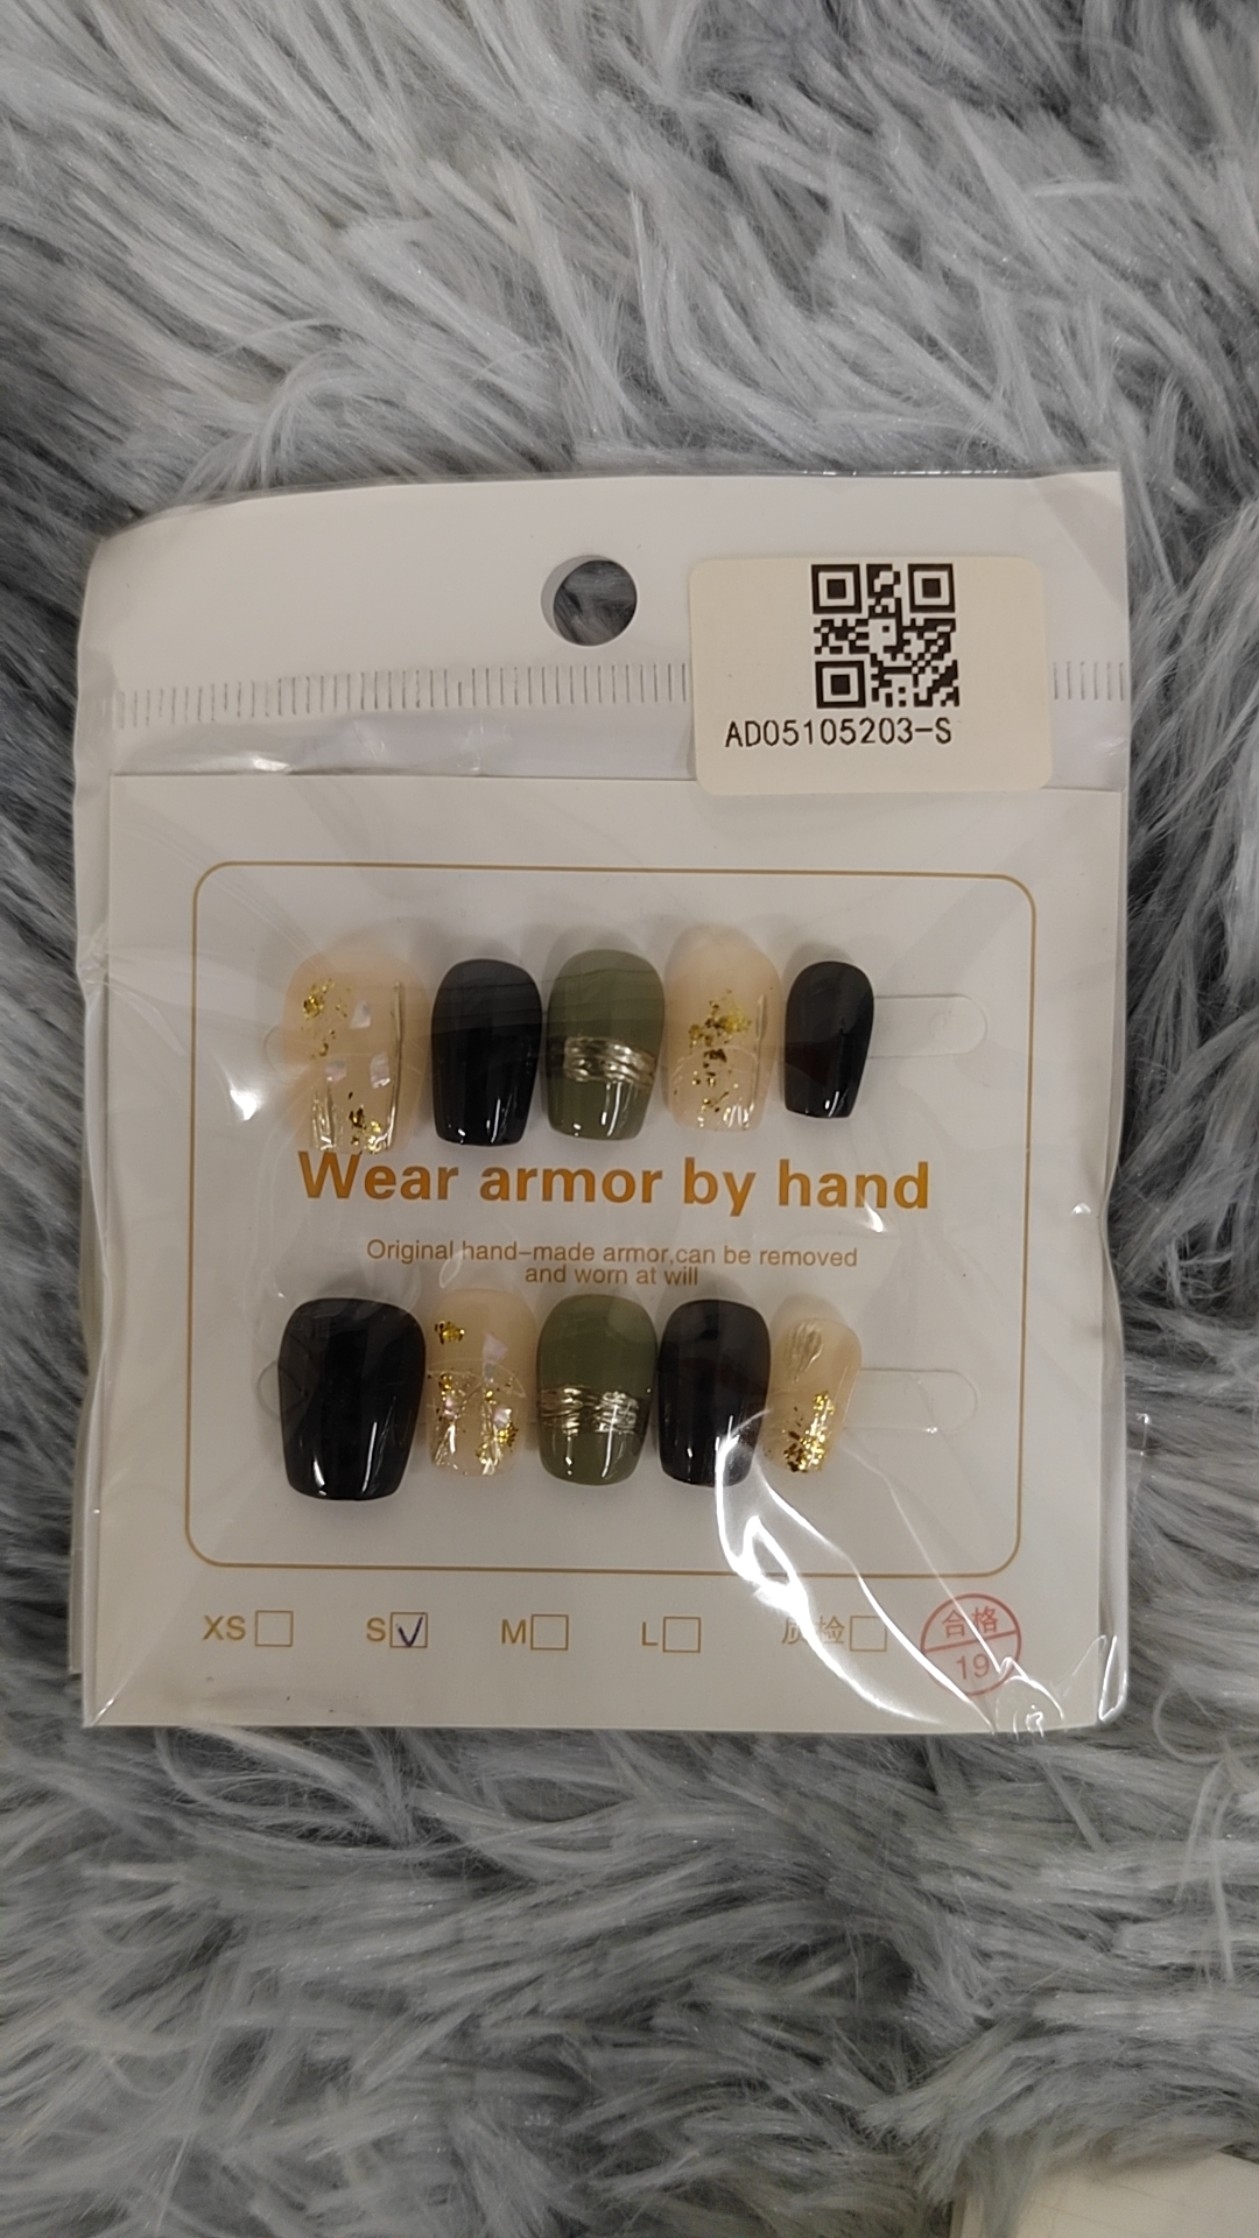 AD05105203-S
Wear armor by hand
Original hand-made armor,can be removed
and worn at will
XS S M L 质检 合格
19